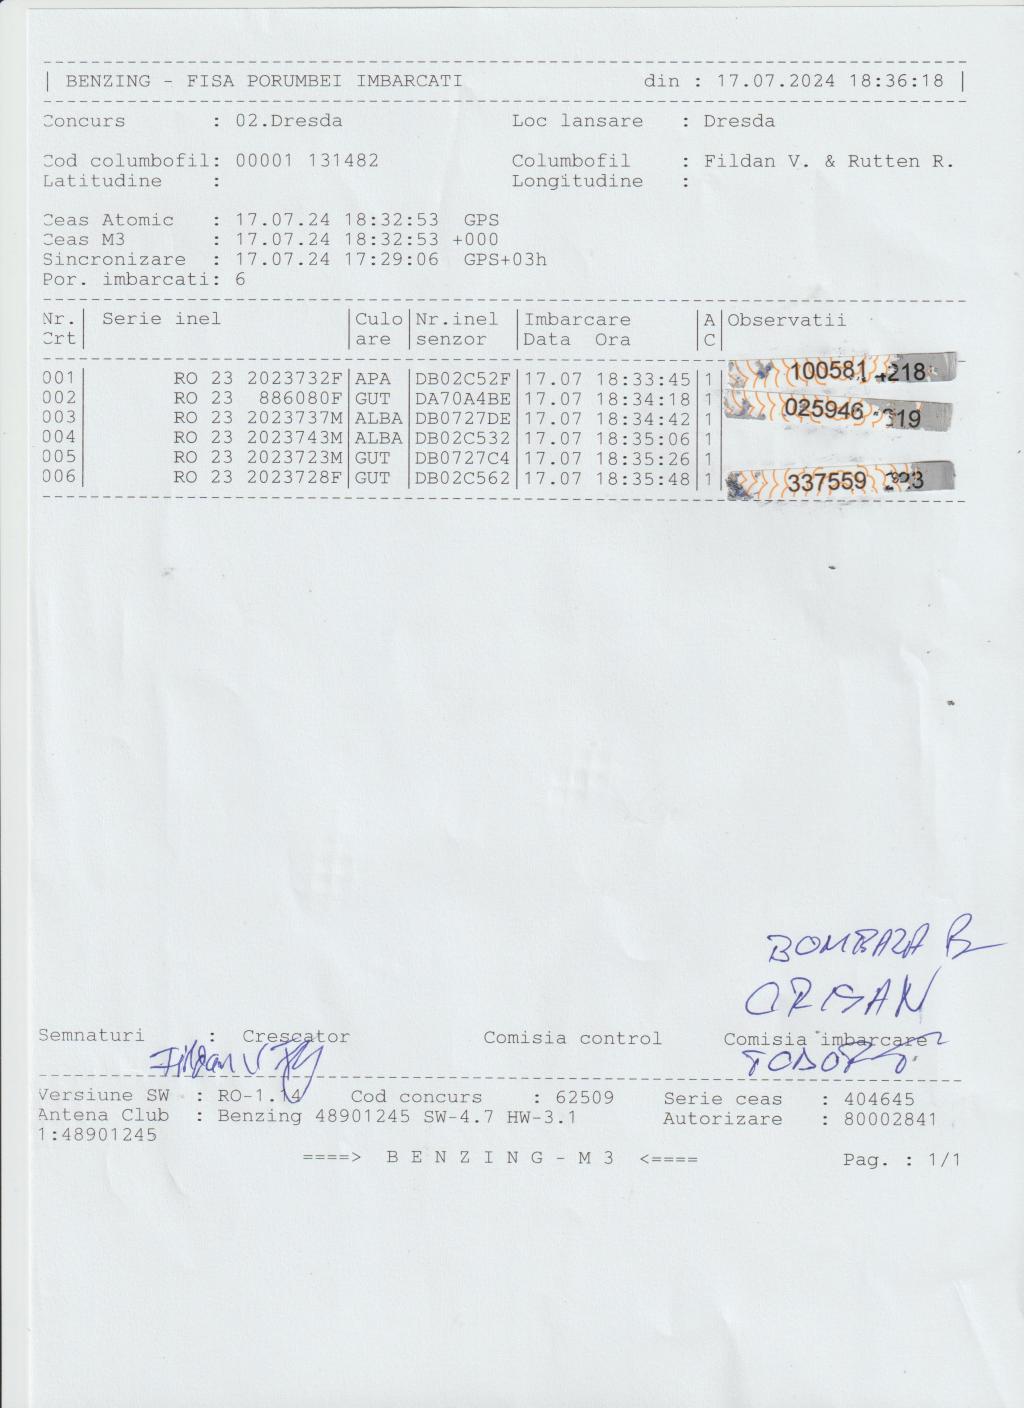 | BENZING - FISA PORUMBEI IMBARCATI din : 17.07.2024 18:36:18 |
Concurs : 02.Dresda Loc lansare : Dresda
Cod columbofil: 00001 131482 Columbofil : Fildan V. & Rutten R.
Latitudine : Longitudine :
Ceas Atomic : 17.07.24 18:32:53 GPS
Ceas M3 : 17.07.24 18:32:53 +000
Sincronizare : 17.07.24 17:29:06 GPS+03h
Por. imbarcati: 6
Nr.| Serie inel |Culo|Nr.inel |Imbarcare |A|Observatii
Crt| |are |senzor |Data Ora |C|
001| RO 23 2023732F|APA |DB02C52F|17.07 18:33:45|1| 100581 218
002| RO 23 886080F|GUT |DA70A4BE|17.07 18:34:18|1| 025946 319
003| RO 23 2023737M|ALBA|DB0727DE|17.07 18:34:42|1|
004| RO 23 2023743M|ALBA|DB02C532|17.07 18:35:06|1|
005| RO 23 2023723M|GUT |DB0727C4|17.07 18:35:26|1|
006| RO 23 2023728F|GUT |DB02C562|17.07 18:35:48|1| 337559
BOMBAZA B
CRISAN
Semnaturi : Crescator Comisia control Comisia imbarcare
Fildan V
Versiune SW : RO-1.14 Cod concurs : 62509 Serie ceas : 404645
Antena Club : Benzing 48901245 SW-4.7 HW-3.1 Autorizare : 80002841
1:48901245
====> B E N Z I N G - M 3 <==== Pag. : 1/1